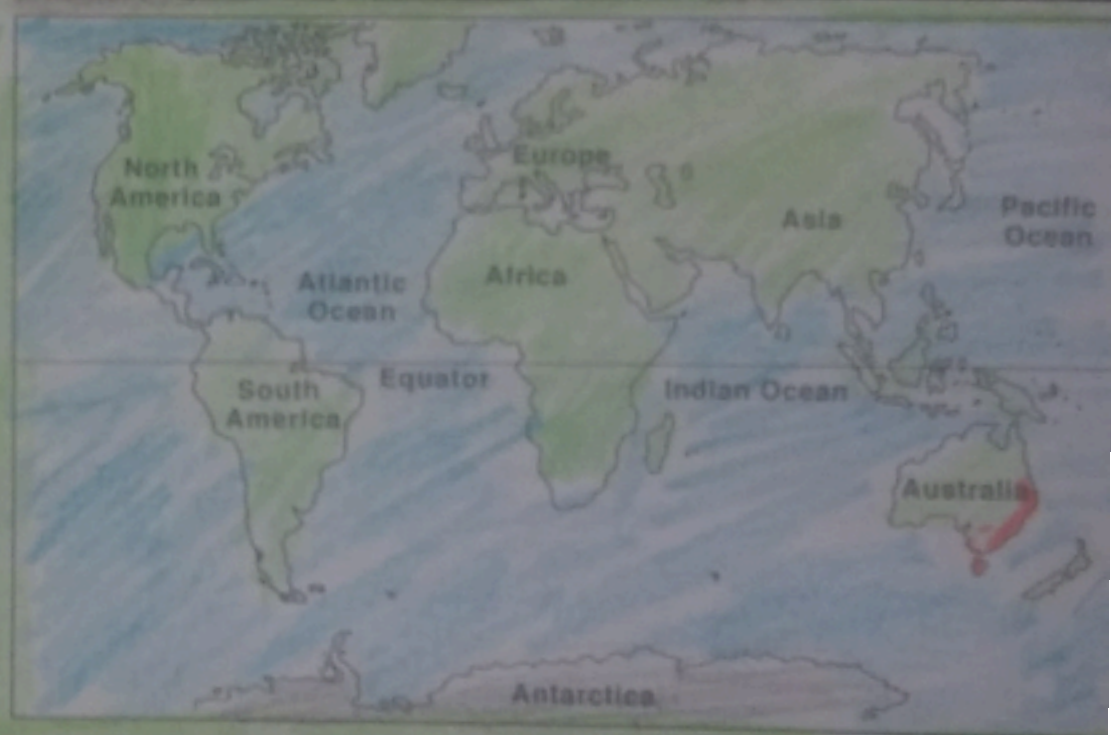 North
America
Europe
Asia
Pacific
Ocean
Africa
Atlantic
Ocean
Equator
South
America
Indian Ocean
Australia
Antarctica